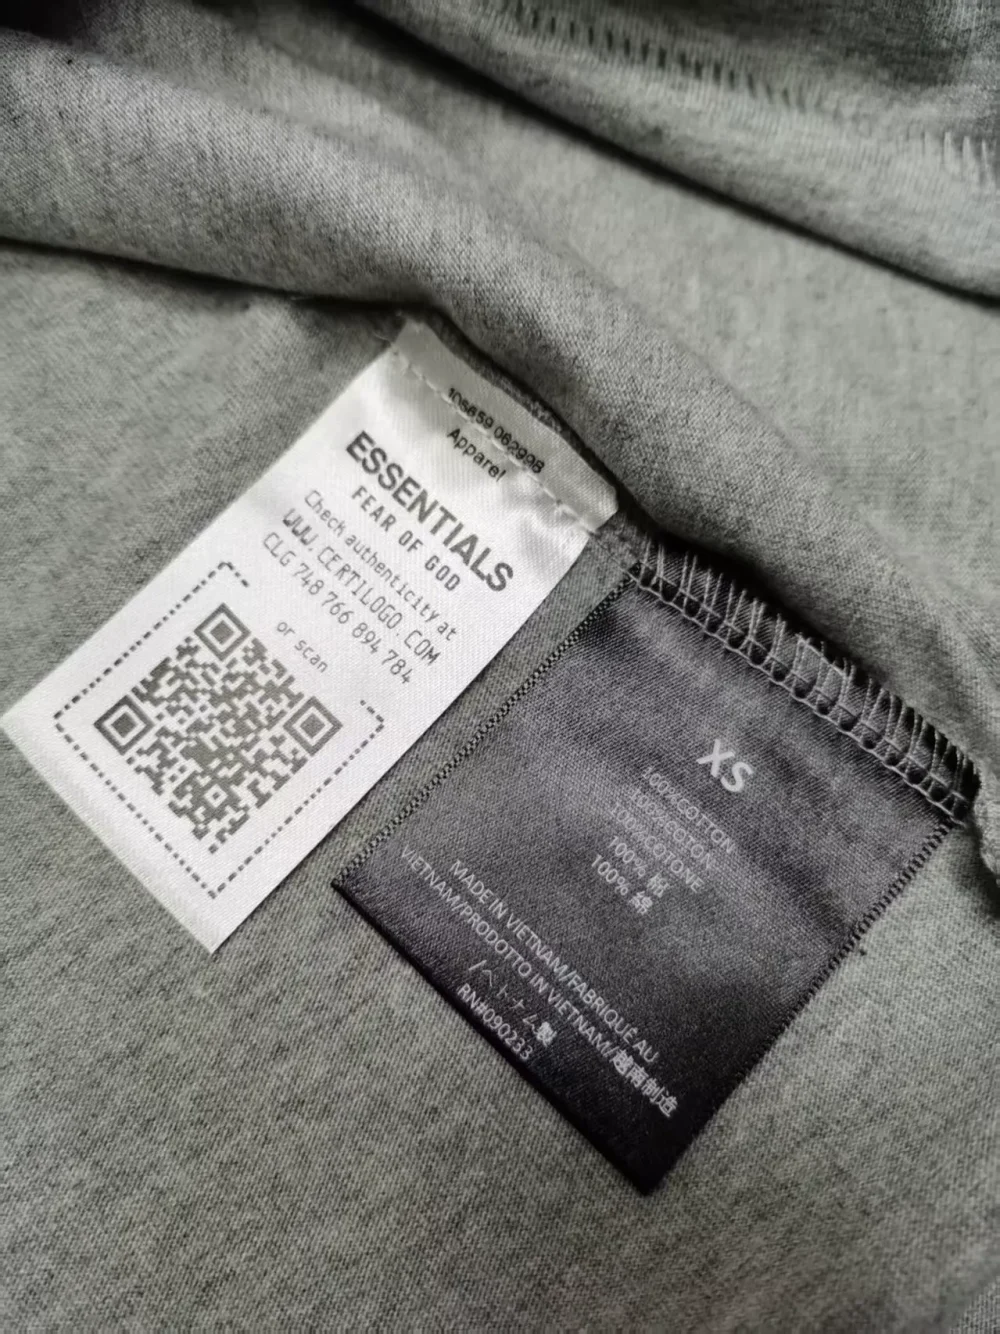 108659 062998
Apparel
ESSENTIALS
FEAR OF GOD
Check authenticity at
WWW.CERTILOGO.COM
CLG 748 766 894 784
or scan
XS
100%COTTON
100%COTON
100%COTONE
100% 棉
100% 綿
MADE IN VIETNAM/FABRIQUÉ AU
VIETNAM/PRODOTTO IN VIETNAM//越南制造
/ベトナム製
RN#090233